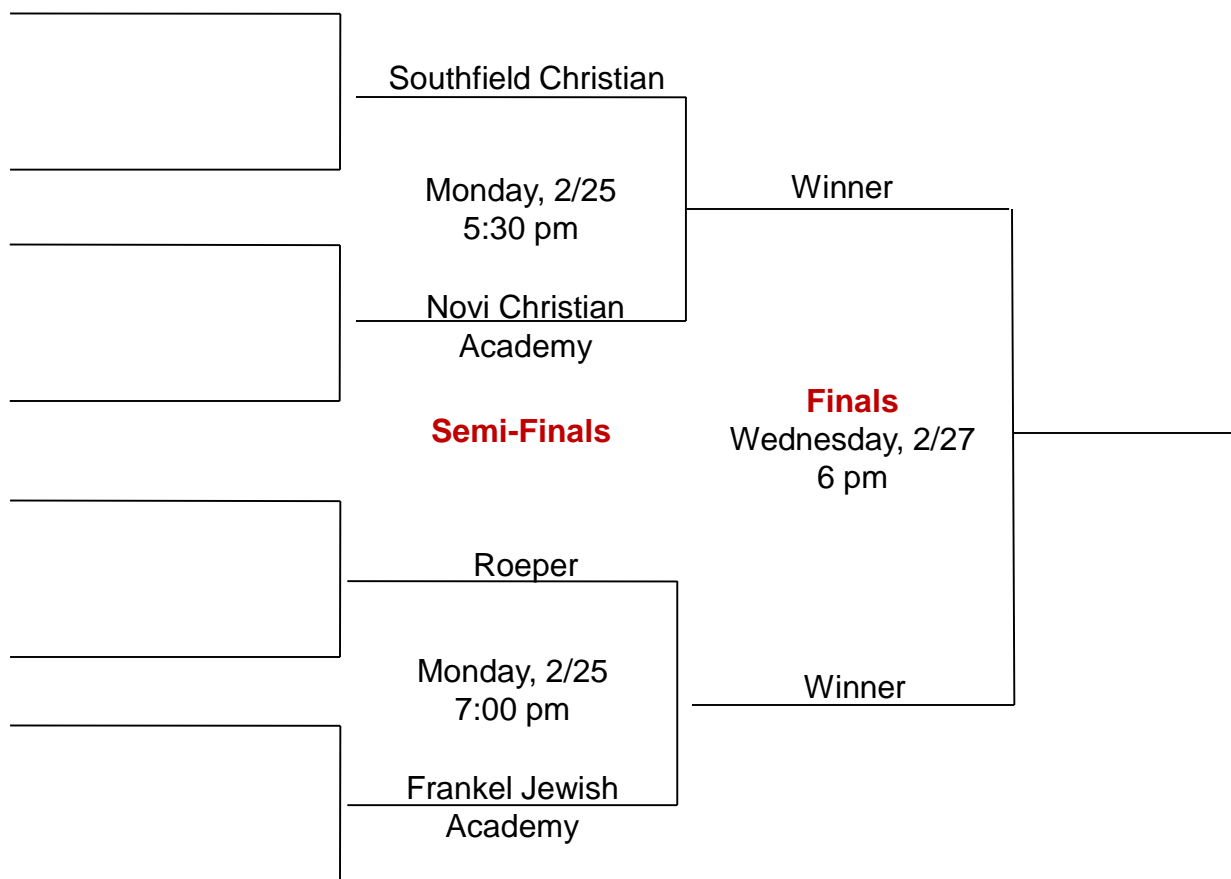 Southfield Christian
Monday, 2/25
5:30 pm
Winner
Novi Christian
Academy
Semi-Finals
Finals
Wednesday, 2/27
6 pm
Roeper
Monday, 2/25
7:00 pm
Winner
Frankel Jewish
Academy